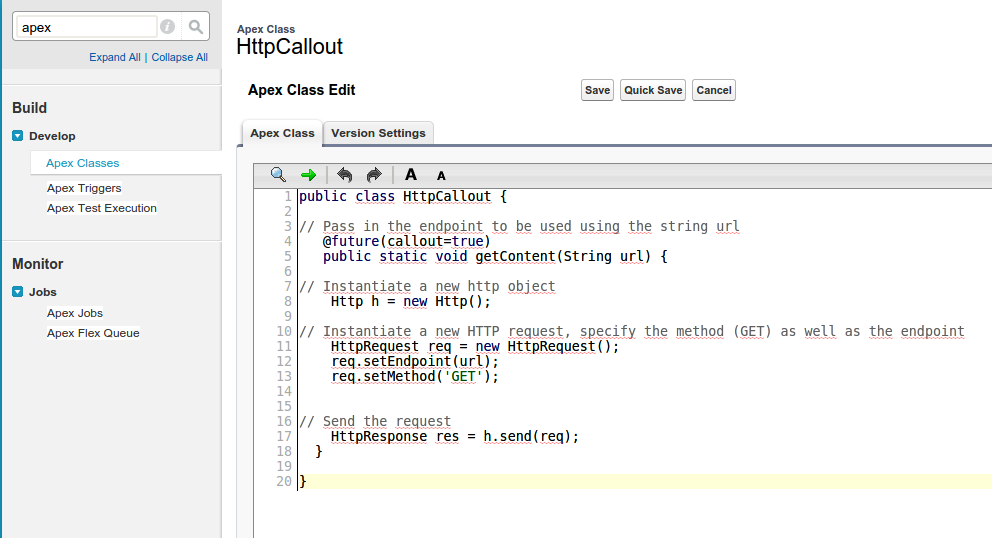 apex
Expand All | Collapse All
Build
Develop
Apex Classes
Apex Triggers
Apex Test Execution
Monitor
Jobs
Apex Jobs
Apex Flex Queue
Apex Class
HttpCallout
Apex Class Edit
Save Quick Save Cancel
Apex Class Version Settings
A A
1 public class HttpCallout {
2
3 // Pass in the endpoint to be used using the string url
4    @future(callout=true)
5    public static void getContent(String url) {
6
7 // Instantiate a new http object
8     Http h = new Http();
9
10 // Instantiate a new HTTP request, specify the method (GET) as well as the endpoint
11     HttpRequest req = new HttpRequest();
12     req.setEndpoint(url);
13     req.setMethod('GET');
14
15
16 // Send the request
17     HttpResponse res = h.send(req);
18   }
19
20 }